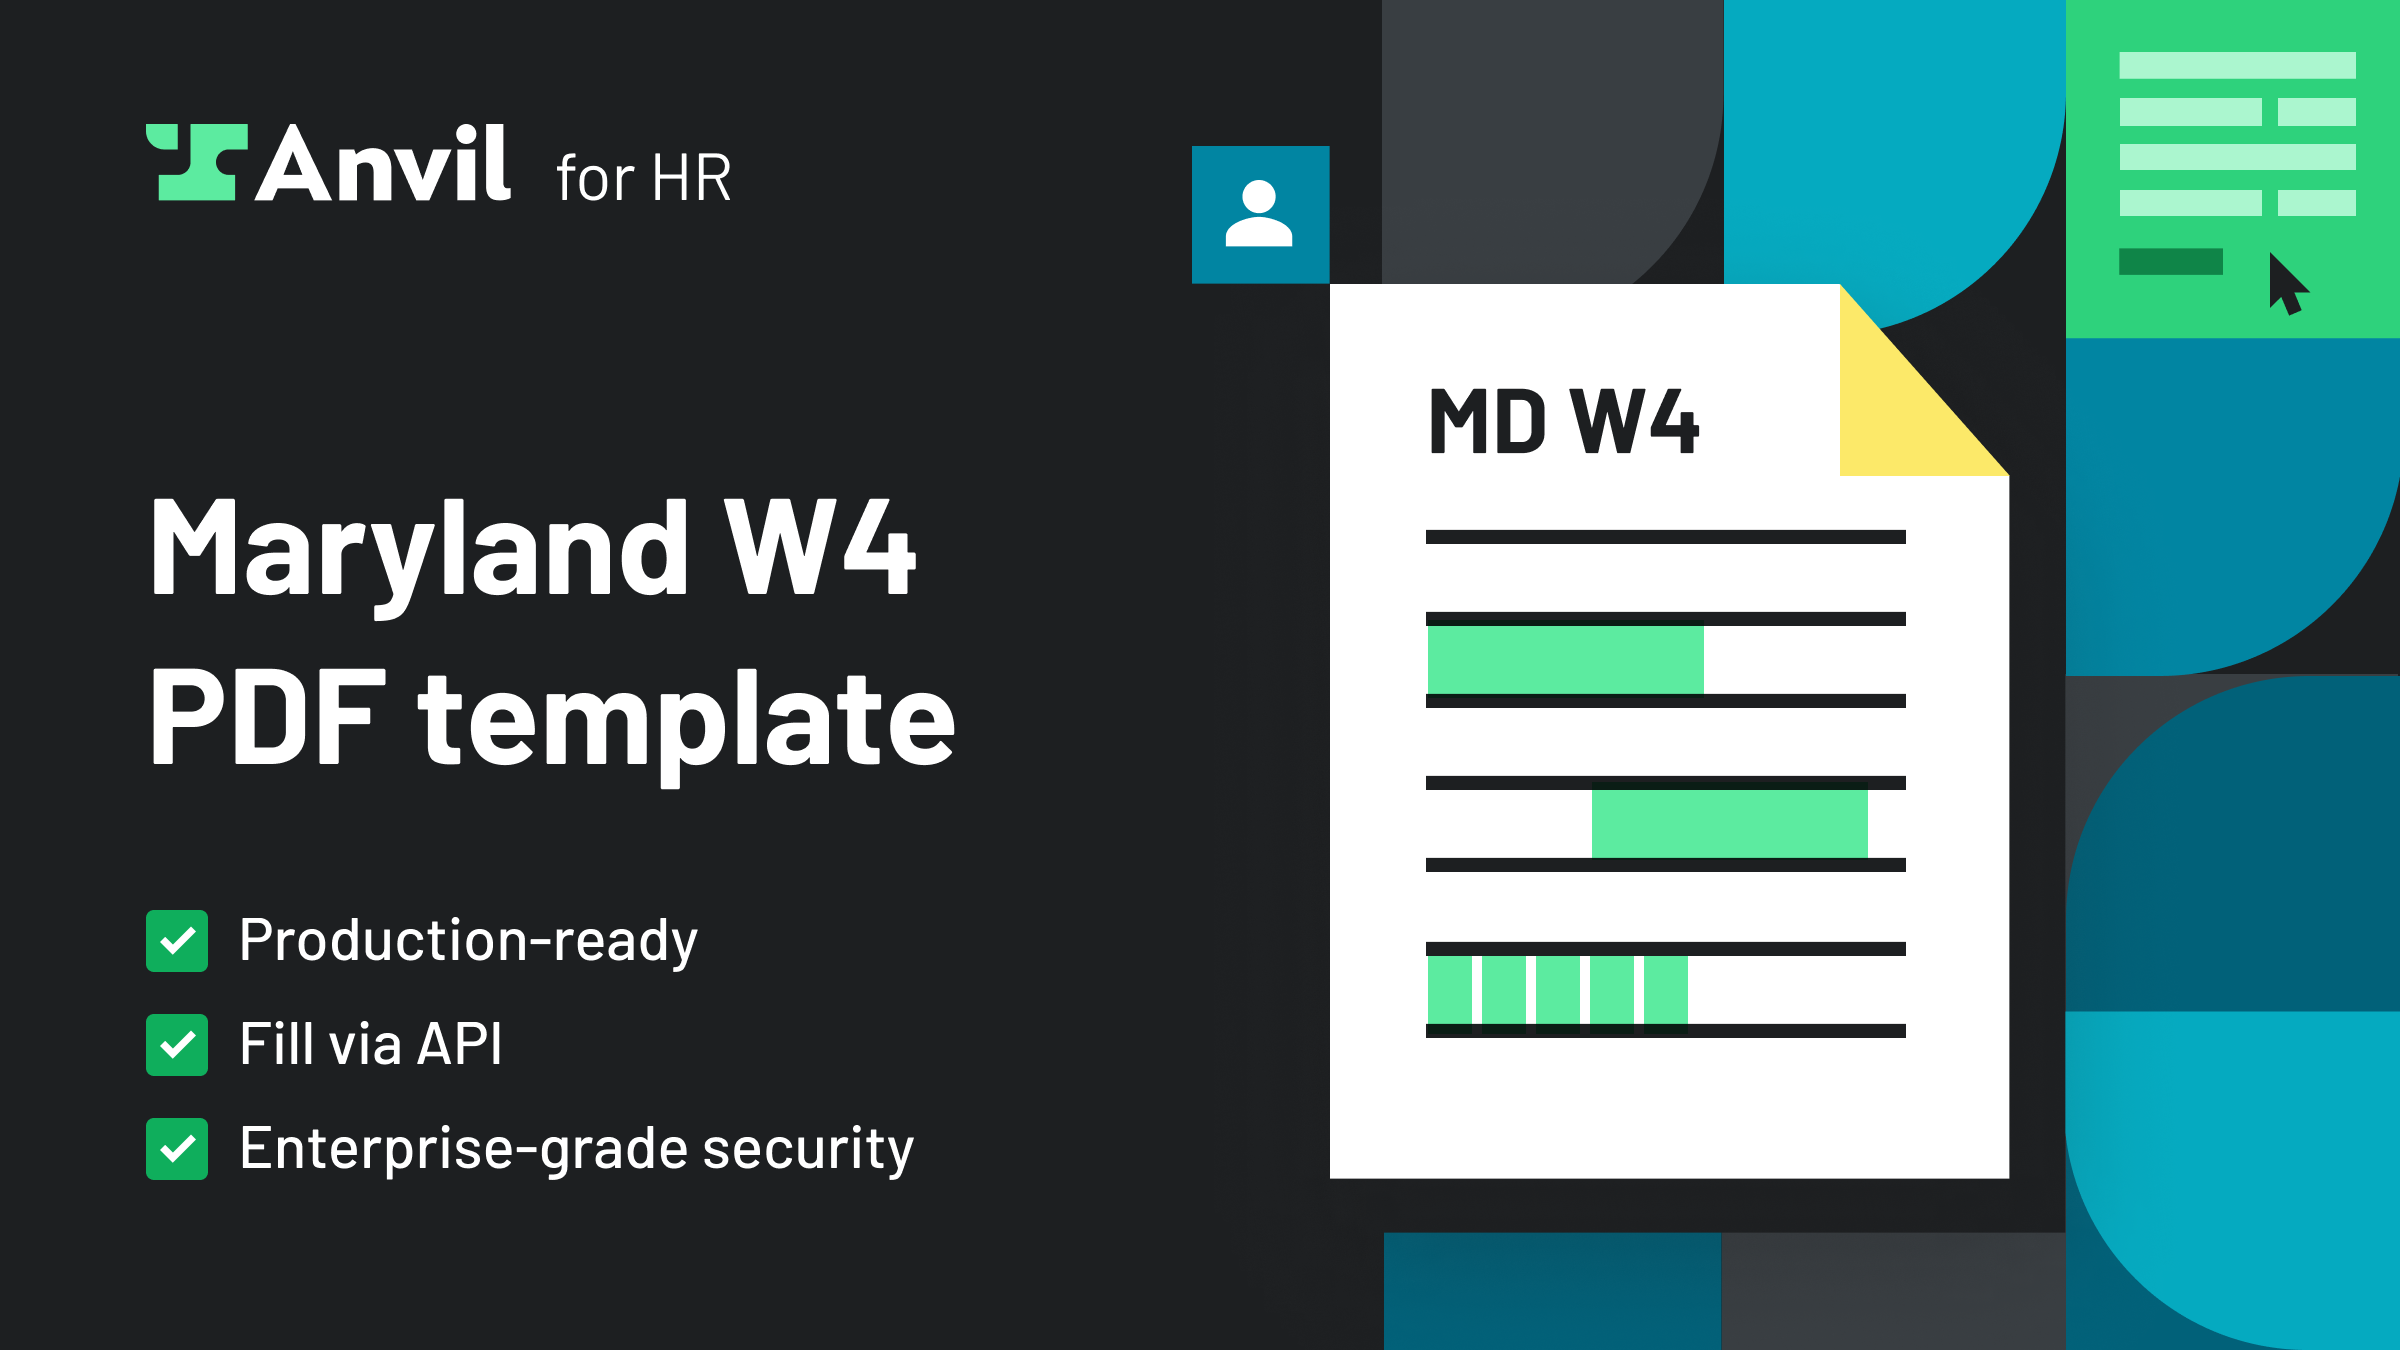 Anvil for HR
Maryland W4
PDF template
Production-ready
Fill via API
Enterprise-grade security
MD W4